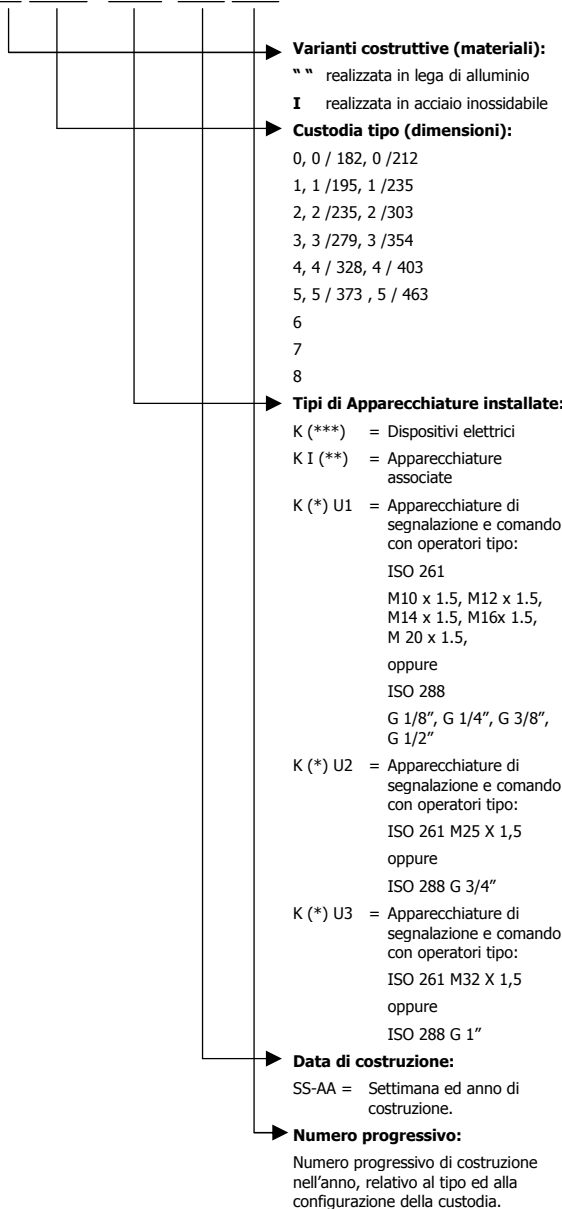 Varianti costruttive (materiali):
“ “ realizzata in lega di alluminio
I realizzata in acciaio inossidabile
Custodia tipo (dimensioni):
0, 0 / 182, 0 /212
1, 1 /195, 1 /235
2, 2 /235, 2 /303
3, 3 /279, 3 /354
4, 4 / 328, 4 / 403
5, 5 / 373 , 5 / 463
6
7
8
Tipi di Apparecchiature installate:
K (***) = Dispositivi elettrici
K I (**) = Apparecchiature
associate
K (*) U1 = Apparecchiature di
segnalazione e comando
con operatori tipo:
ISO 261
M10 x 1.5, M12 x 1.5,
M14 x 1.5, M16x 1.5,
M 20 x 1.5,
oppure
ISO 288
G 1/8”, G 1/4”, G 3/8”,
G 1/2”
K (*) U2 = Apparecchiature di
segnalazione e comando
con operatori tipo:
ISO 261 M25 X 1,5
oppure
ISO 288 G 3/4”
K (*) U3 = Apparecchiature di
segnalazione e comando
con operatori tipo:
ISO 261 M32 X 1,5
oppure
ISO 288 G 1”
Data di costruzione:
SS-AA = Settimana ed anno di
costruzione.
Numero progressivo:
Numero progressivo di costruzione
nell’anno, relativo al tipo ed alla
configurazione della custodia.